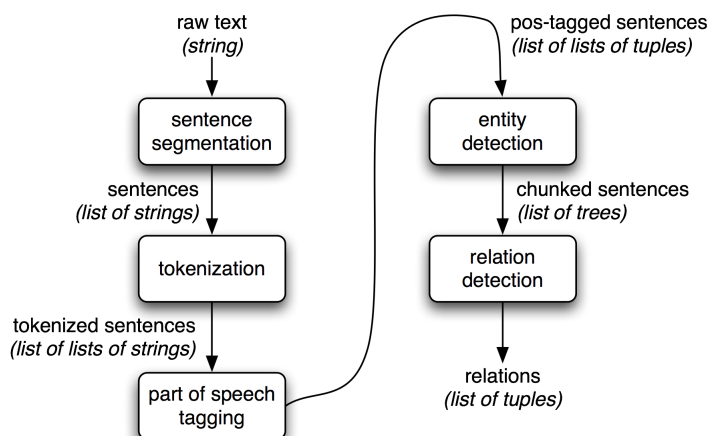 raw text
(string)
sentence
segmentation
sentences
(list of strings)
tokenization
tokenized sentences
(list of lists of strings)
part of speech
tagging
pos-tagged sentences
(list of lists of tuples)
entity
detection
chunked sentences
(list of trees)
relation
detection
relations
(list of tuples)